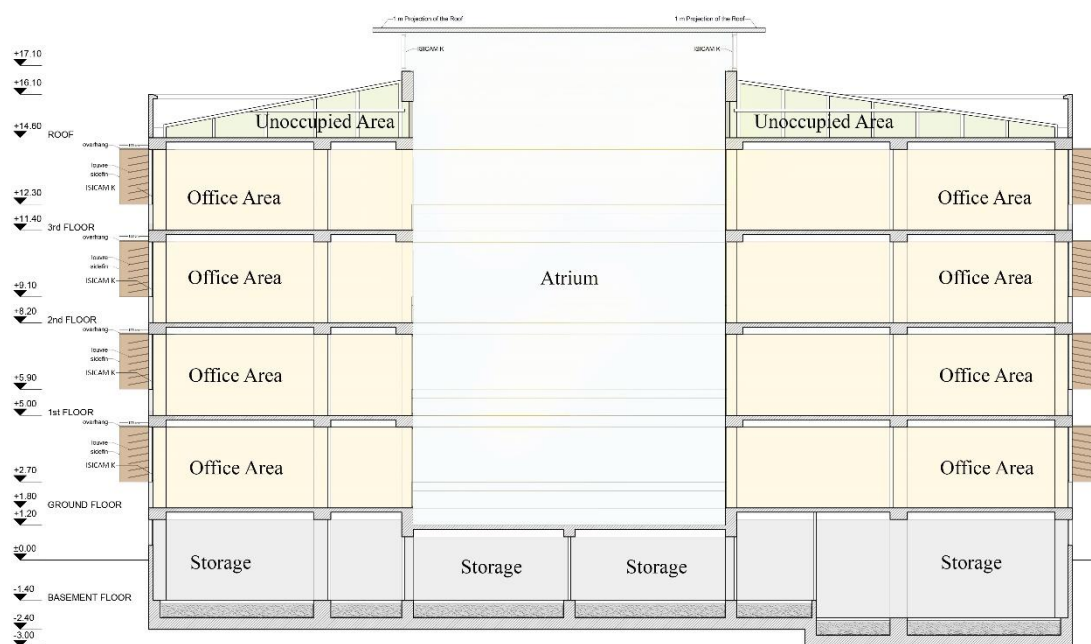 1 m Projection of the Roof
1 m Projection of the Roof
ISICAM K
ISICAM K
+17.10
+16.10
+14.60
ROOF
Unoccupied Area
Unoccupied Area
overhang
louvre
sidefin
ISICAM K
Office Area
Office Area
+12.30
+11.40
3rd FLOOR
overhang
louvre
sidefin
ISICAM K
Office Area
Atrium
Office Area
+9.10
+8.20
2nd FLOOR
overhang
louvre
sidefin
ISICAM K
Office Area
Office Area
+5.90
+5.00
1st FLOOR
overhang
louvre
sidefin
ISICAM K
Office Area
Office Area
+2.70
+1.80
GROUND FLOOR
+1.20
±0.00
Storage
Storage
Storage
Storage
-1.40
BASEMENT FLOOR
-2.40
-3.00